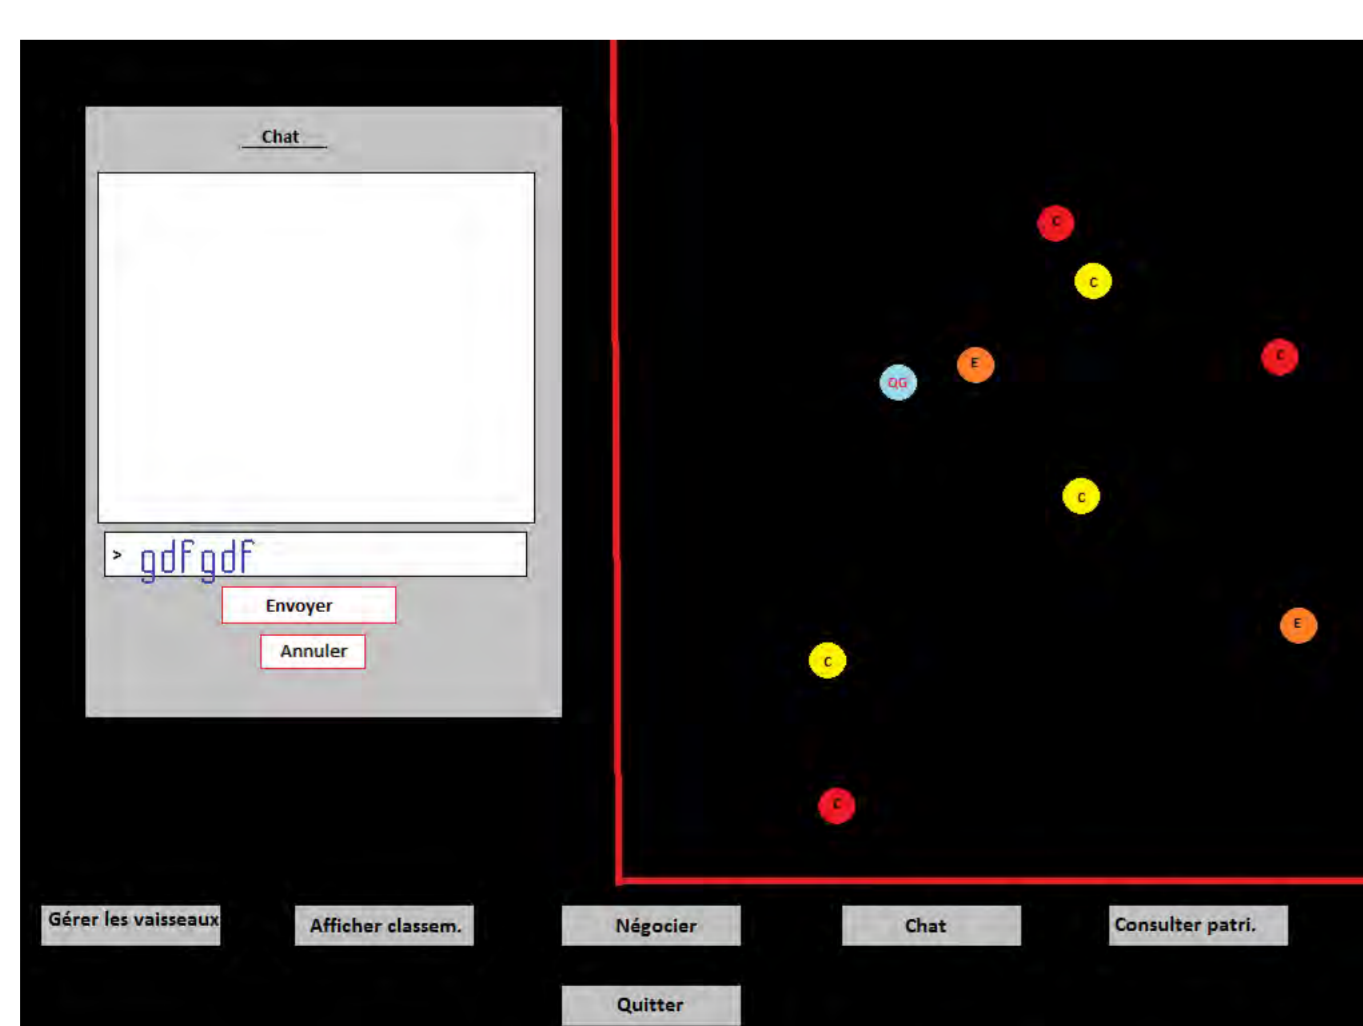 Chat
> gdfgdf
Envoyer
Annuler
C
C
QG
E
C
C
E
C
C
Gérer les vaisseaux
Afficher classem.
Négocier
Chat
Consulter patri.
Quitter